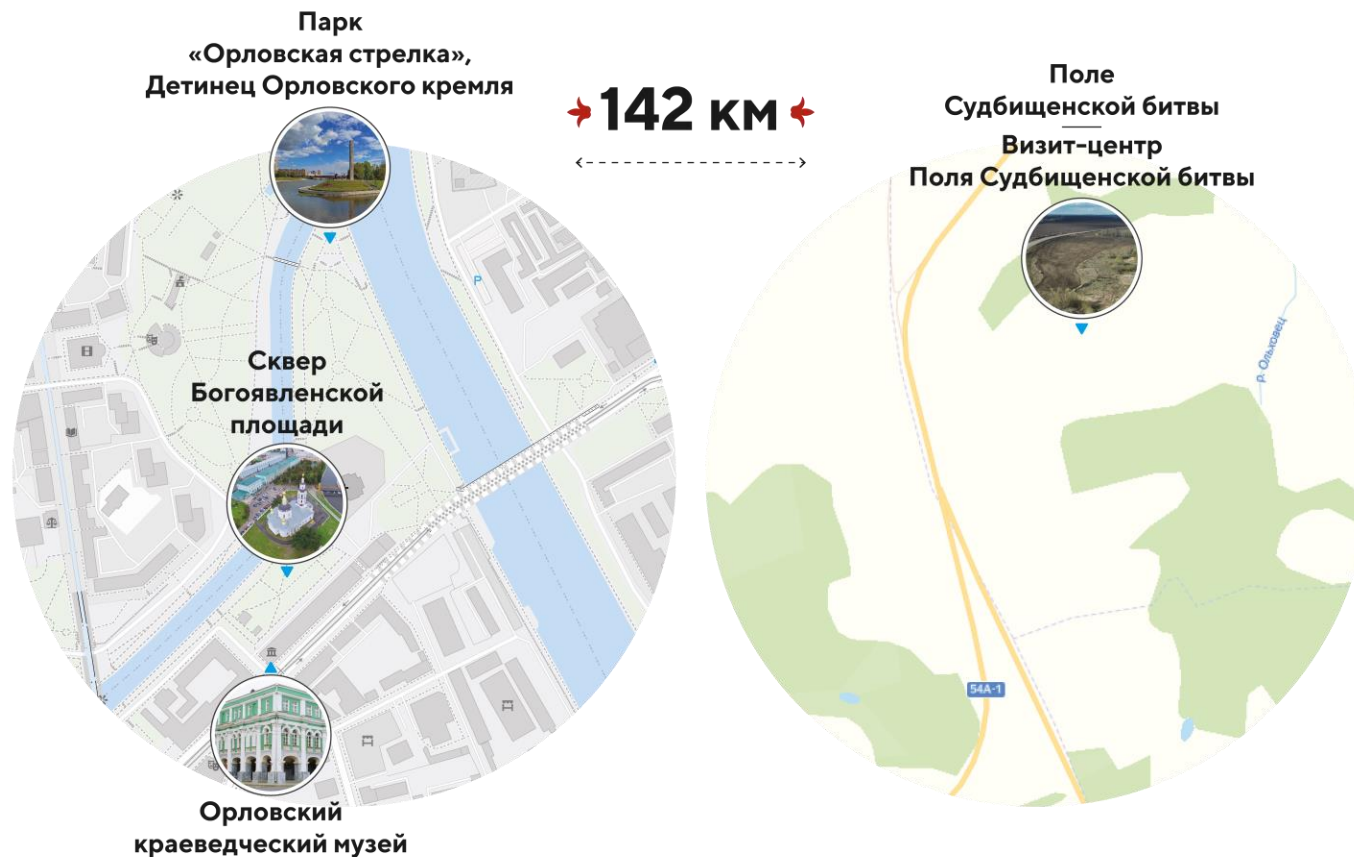 Парк
«Орловская стрелка»,
Детинец Орловского кремля
142 км
Поле
Судбищенской битвы
Визит-центр
Поля Судбищенской битвы
P
Сквер
Богоявленской
площади
р. Ольховец
54А-1
Орловский
краеведческий музей